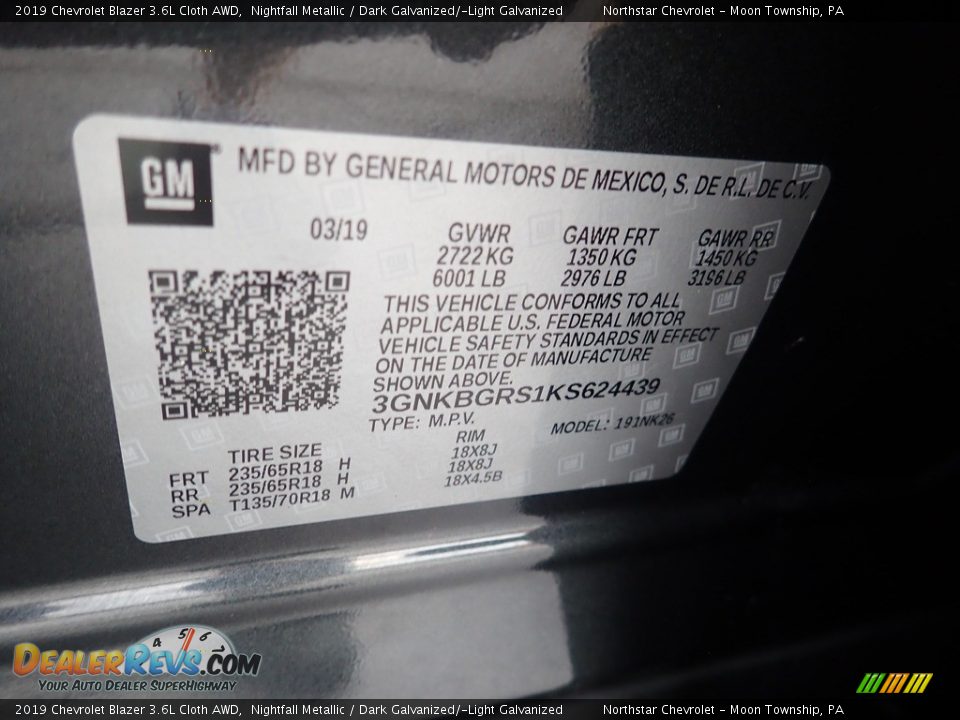 2019 Chevrolet Blazer 3.6L Cloth AWD, Nightfall Metallic / Dark Galvanized/-Light Galvanized Northstar Chevrolet - Moon Township, PA
GM
MFD BY GENERAL MOTORS DE MEXICO, S. DE R.L. DE C.V.
03/19 GVWR GAWR FRT GAWR RR
2722 KG 1350 KG 1450 KG
6001 LB 2976 LB 3196 LB
THIS VEHICLE CONFORMS TO ALL
APPLICABLE U.S. FEDERAL MOTOR
VEHICLE SAFETY STANDARDS IN EFFECT
ON THE DATE OF MANUFACTURE
SHOWN ABOVE.
3GNKBGRS1KS624439
TYPE: M.P.V. MODEL: 191NK26
TIRE SIZE RIM
FRT 235/65R18 H 18X8J
RR 235/65R18 H 18X8J
SPA T135/70R18 M 18X4.5B
4 5 6
DEALERREVS.COM
YOUR AUTO DEALER SUPERHIGHWAY
2019 Chevrolet Blazer 3.6L Cloth AWD, Nightfall Metallic / Dark Galvanized/-Light Galvanized Northstar Chevrolet - Moon Township, PA